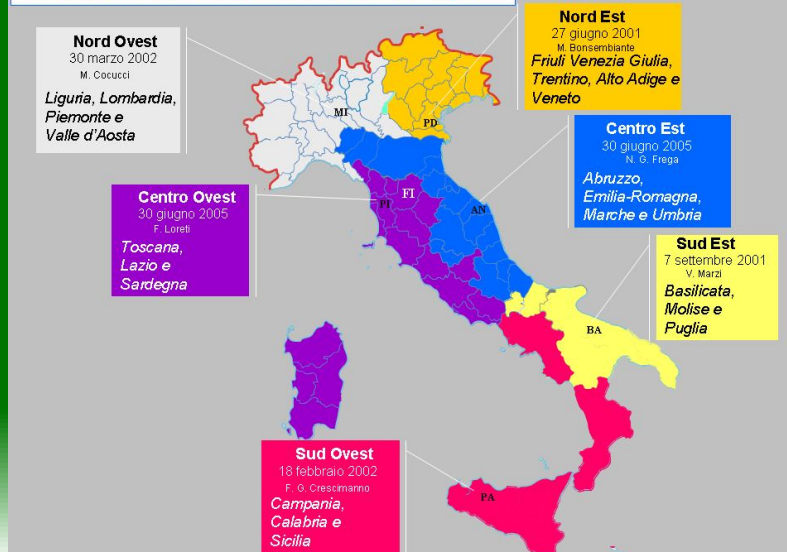 Nord Ovest
30 marzo 2002
M. Cocucci
Liguria, Lombardia,
Piemonte e
Valle d'Aosta
Nord Est
27 giugno 2001
M. Bonsembiante
Friuli Venezia Giulia,
Trentino, Alto Adige e
Veneto
Centro Est
30 giugno 2005
N. G. Frega
Abruzzo,
Emilia-Romagna,
Marche e Umbria
Centro Ovest
30 giugno 2005
F. Loreti
Toscana,
Lazio e
Sardegna
Sud Est
7 settembre 2001
V. Marzi
Basilicata,
Molise e
Puglia
Sud Ovest
18 febbraio 2002
F. G. Crescimanno
Campania,
Calabria e
Sicilia
MI
PD
FI
PI
AN
BA
PA